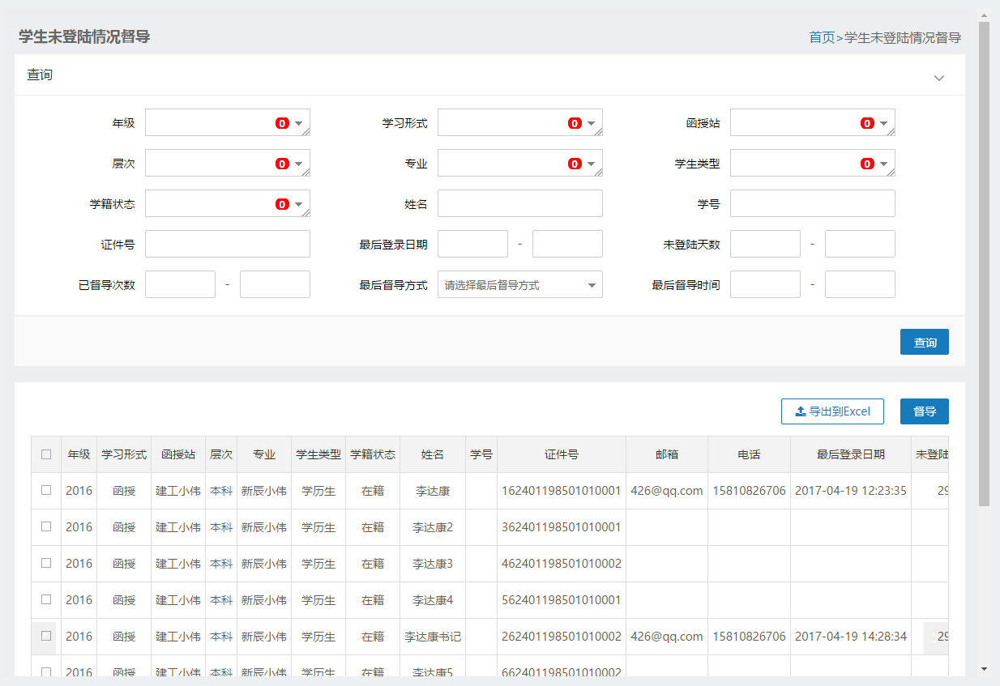 学生未登陆情况督导 首页>学生未登陆情况督导
查询
年级 0 学习形式 0 函授站 0
层次 0 专业 0 学生类型 0
学籍状态 0 姓名 学号
证件号 最后登录日期 - 未登陆天数 -
已督导次数 - 最后督导方式 请选择最后督导方式 最后督导时间 -
查询
导出到Excel 督导
年级 学习形式 函授站 层次 专业 学生类型 学籍状态 姓名 学号 证件号 邮箱 电话 最后登录日期 未登陆
2016 函授 建工小伟 本科 新辰小伟 学历生 在籍 李达康 162401198501010001 426@qq.com 15810826706 2017-04-19 12:23:35 29
2016 函授 建工小伟 本科 新辰小伟 学历生 在籍 李达康2 362401198501010001
2016 函授 建工小伟 本科 新辰小伟 学历生 在籍 李达康3 462401198501010002
2016 函授 建工小伟 本科 新辰小伟 学历生 在籍 李达康4 562401198501010001
2016 函授 建工小伟 本科 新辰小伟 学历生 在籍 李达康书记 262401198501010002 426@qq.com 15810826706 2017-04-19 14:28:34 29
2016 函授 建工小伟 本科 新辰小伟 学历生 在籍 李达康5 662401198501010002